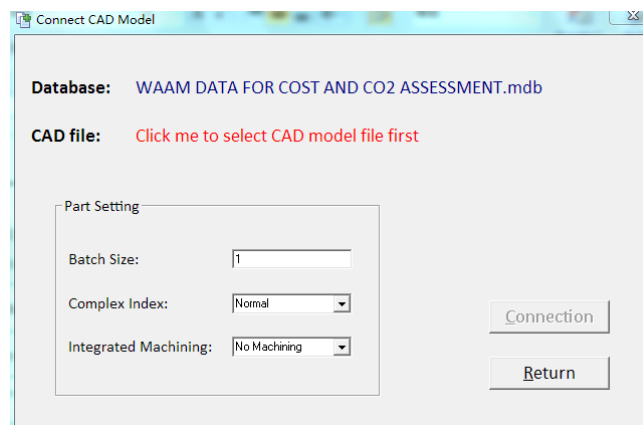 Connect CAD Model
Database: WAAM DATA FOR COST AND CO2 ASSESSMENT.mdb
CAD file: Click me to select CAD model file first
Part Setting
Batch Size: 1
Complex Index: Normal
Integrated Machining: No Machining
Connection
Return